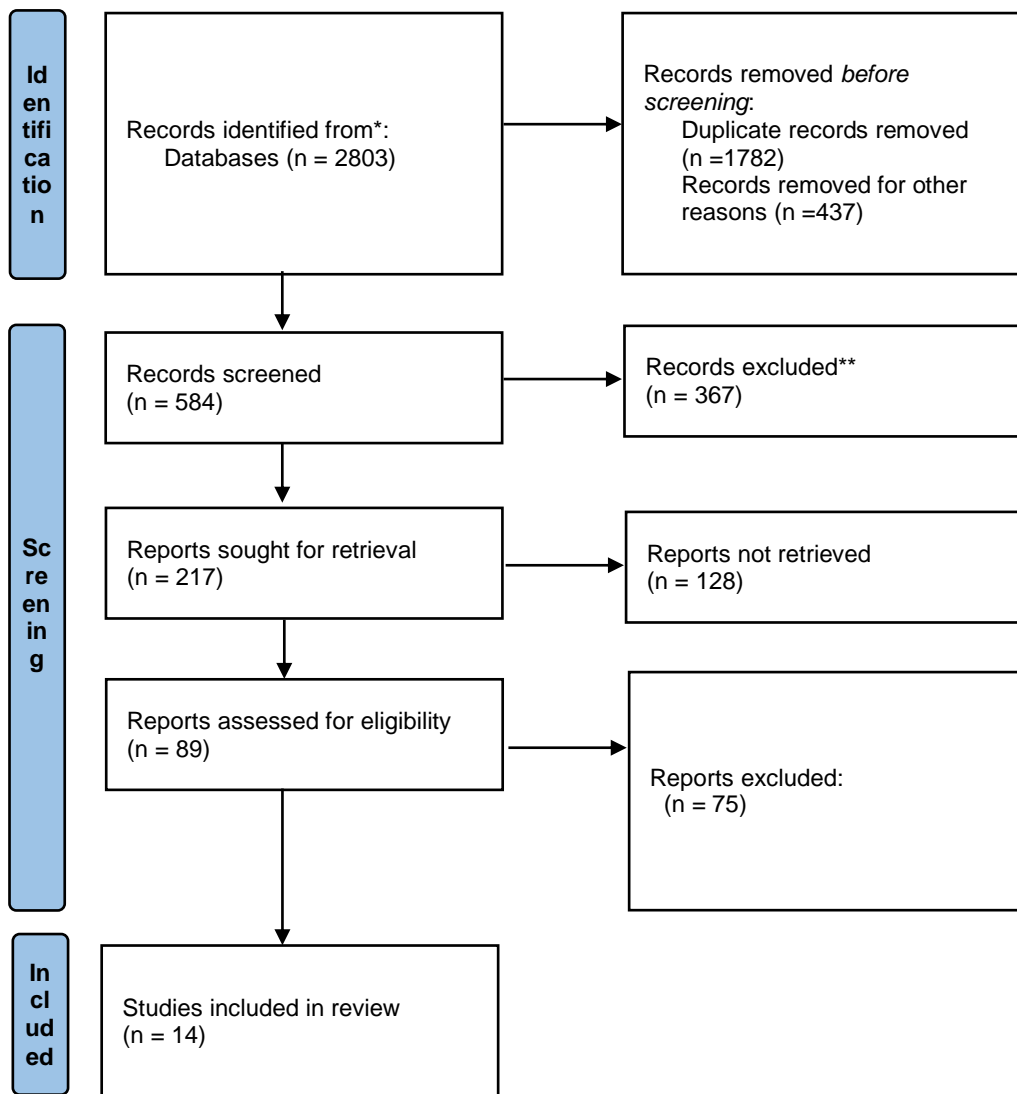 Id
en
tifi
ca
tio
n
Records identified from*:
Databases (n = 2803)
Records removed before
screening:
Duplicate records removed
(n =1782)
Records removed for other
reasons (n =437)
Sc
re
en
in
g
Records screened
(n = 584)
Records excluded**
(n = 367)
Reports sought for retrieval
(n = 217)
Reports not retrieved
(n = 128)
Reports assessed for eligibility
(n = 89)
Reports excluded:
(n = 75)
In
cl
ud
ed
Studies included in review
(n = 14)